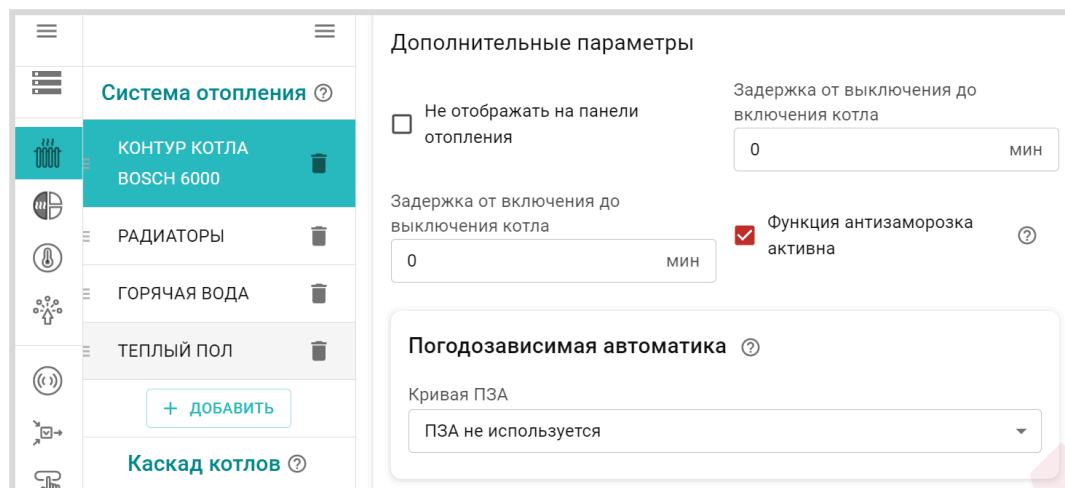 Система отопления
КОНТУР КОТЛА
BOSCH 6000
РАДИАТОРЫ
ГОРЯЧАЯ ВОДА
ТЕПЛЫЙ ПОЛ
+ ДОБАВИТЬ
Каскад котлов
Дополнительные параметры
Не отображать на панели
отопления
Задержка от выключения до
включения котла
0 мин
Задержка от включения до
выключения котла
0 мин
Функция антизаморозка
активна
Погодозависимая автоматика
Кривая ПЗА
ПЗА не используется